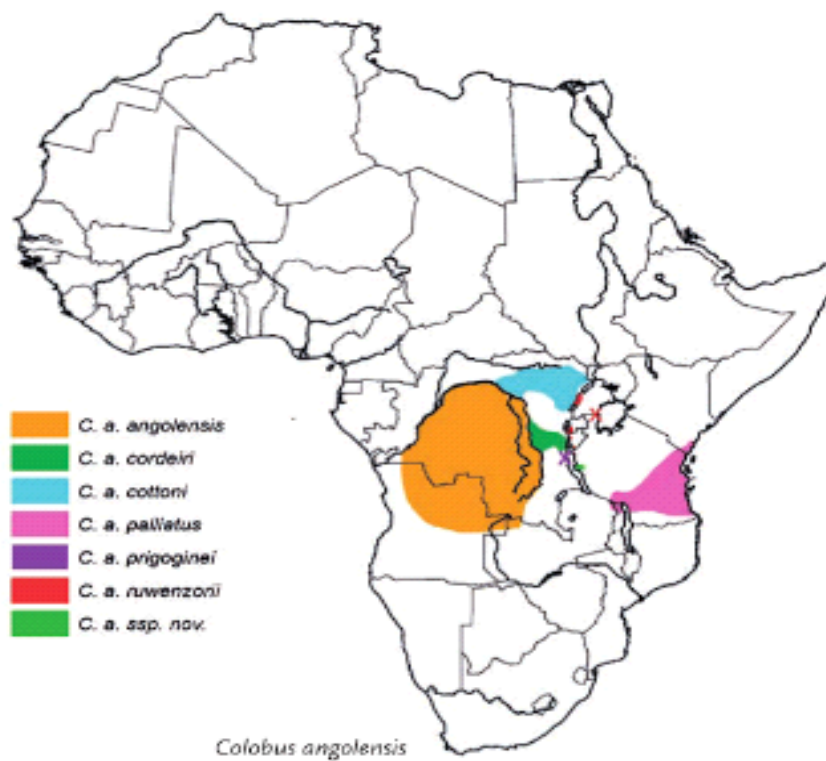 C. a. angolensis
C. a. cordeiri
C. a. cottoni
C. a. palliatus
C. a. prigoginei
C. a. ruwenzorii
C. a. ssp. nov.
Colobus angolensis